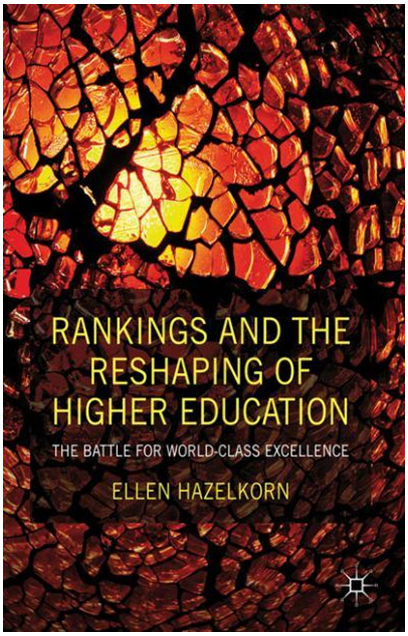 RANKINGS AND THE
RESHAPING OF
HIGHER EDUCATION
THE BATTLE FOR WORLD-CLASS EXCELLENCE
ELLEN HAZELKORN